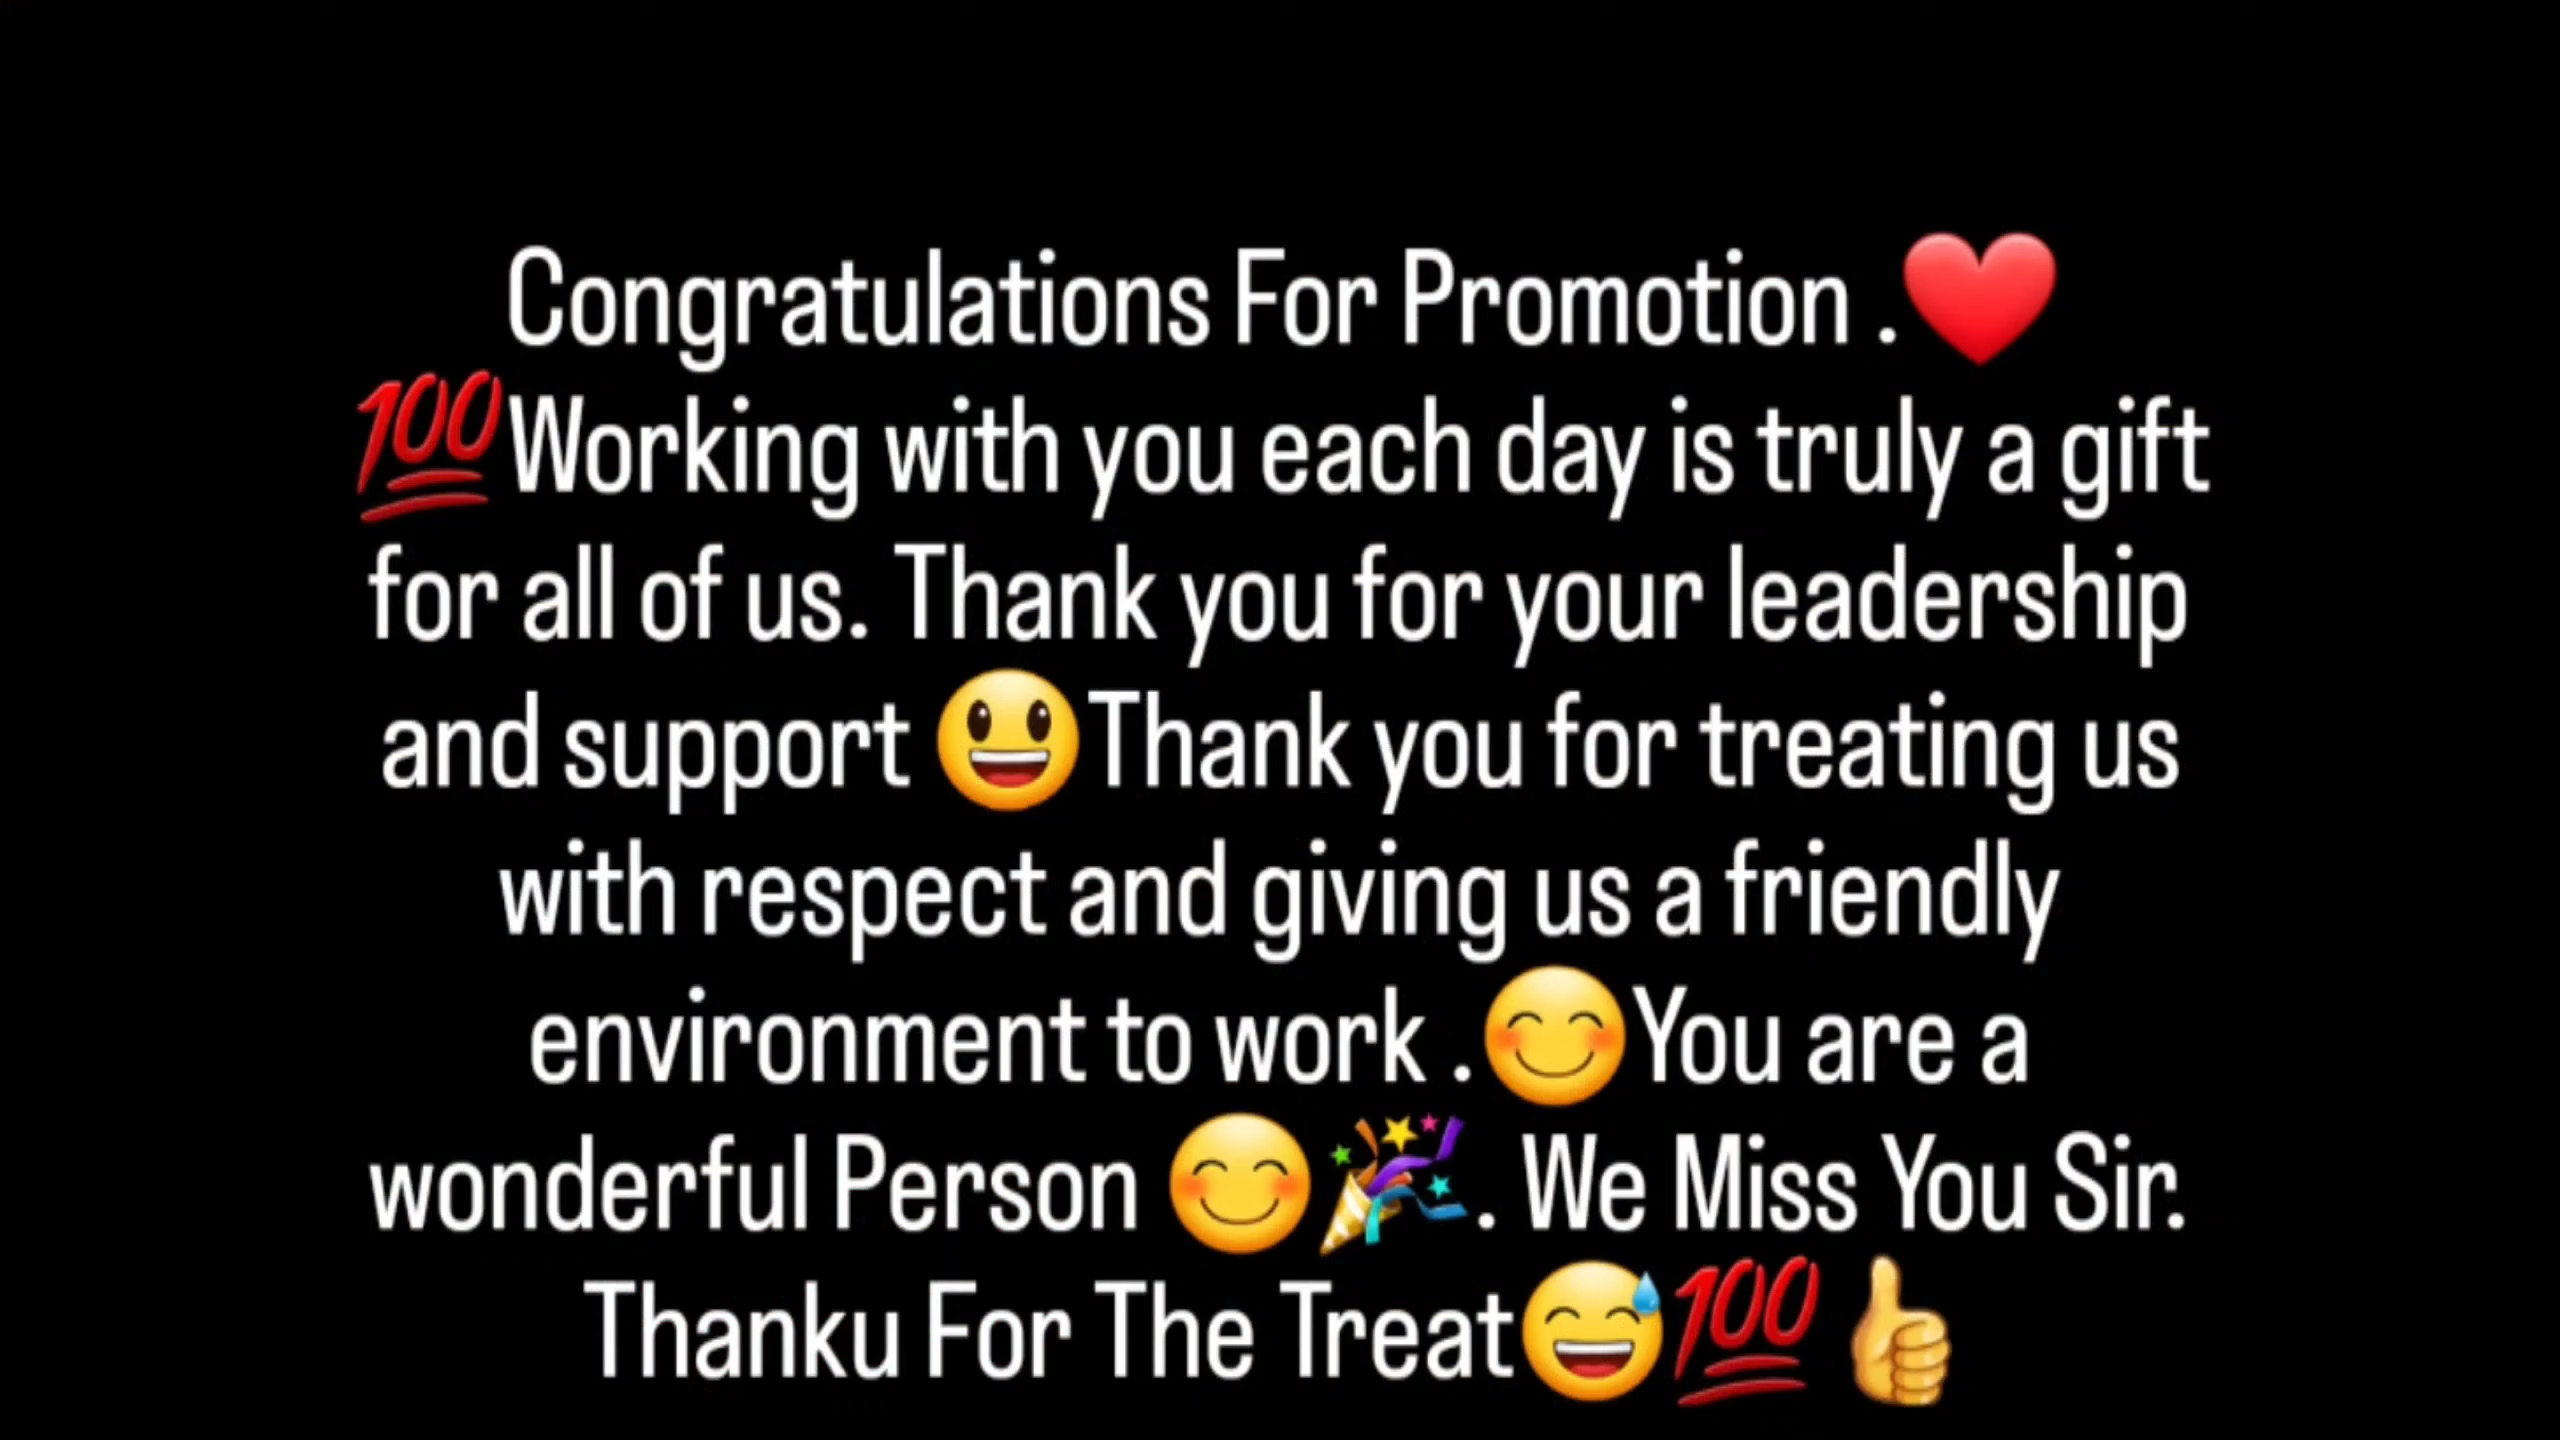 Congratulations For Promotion .❤️
💯Working with you each day is truly a gift
for all of us. Thank you for your leadership
and support 😃Thank you for treating us
with respect and giving us a friendly
environment to work .😊You are a
wonderful Person 😊🎉. We Miss You Sir.
Thanku For The Treat😅💯👍